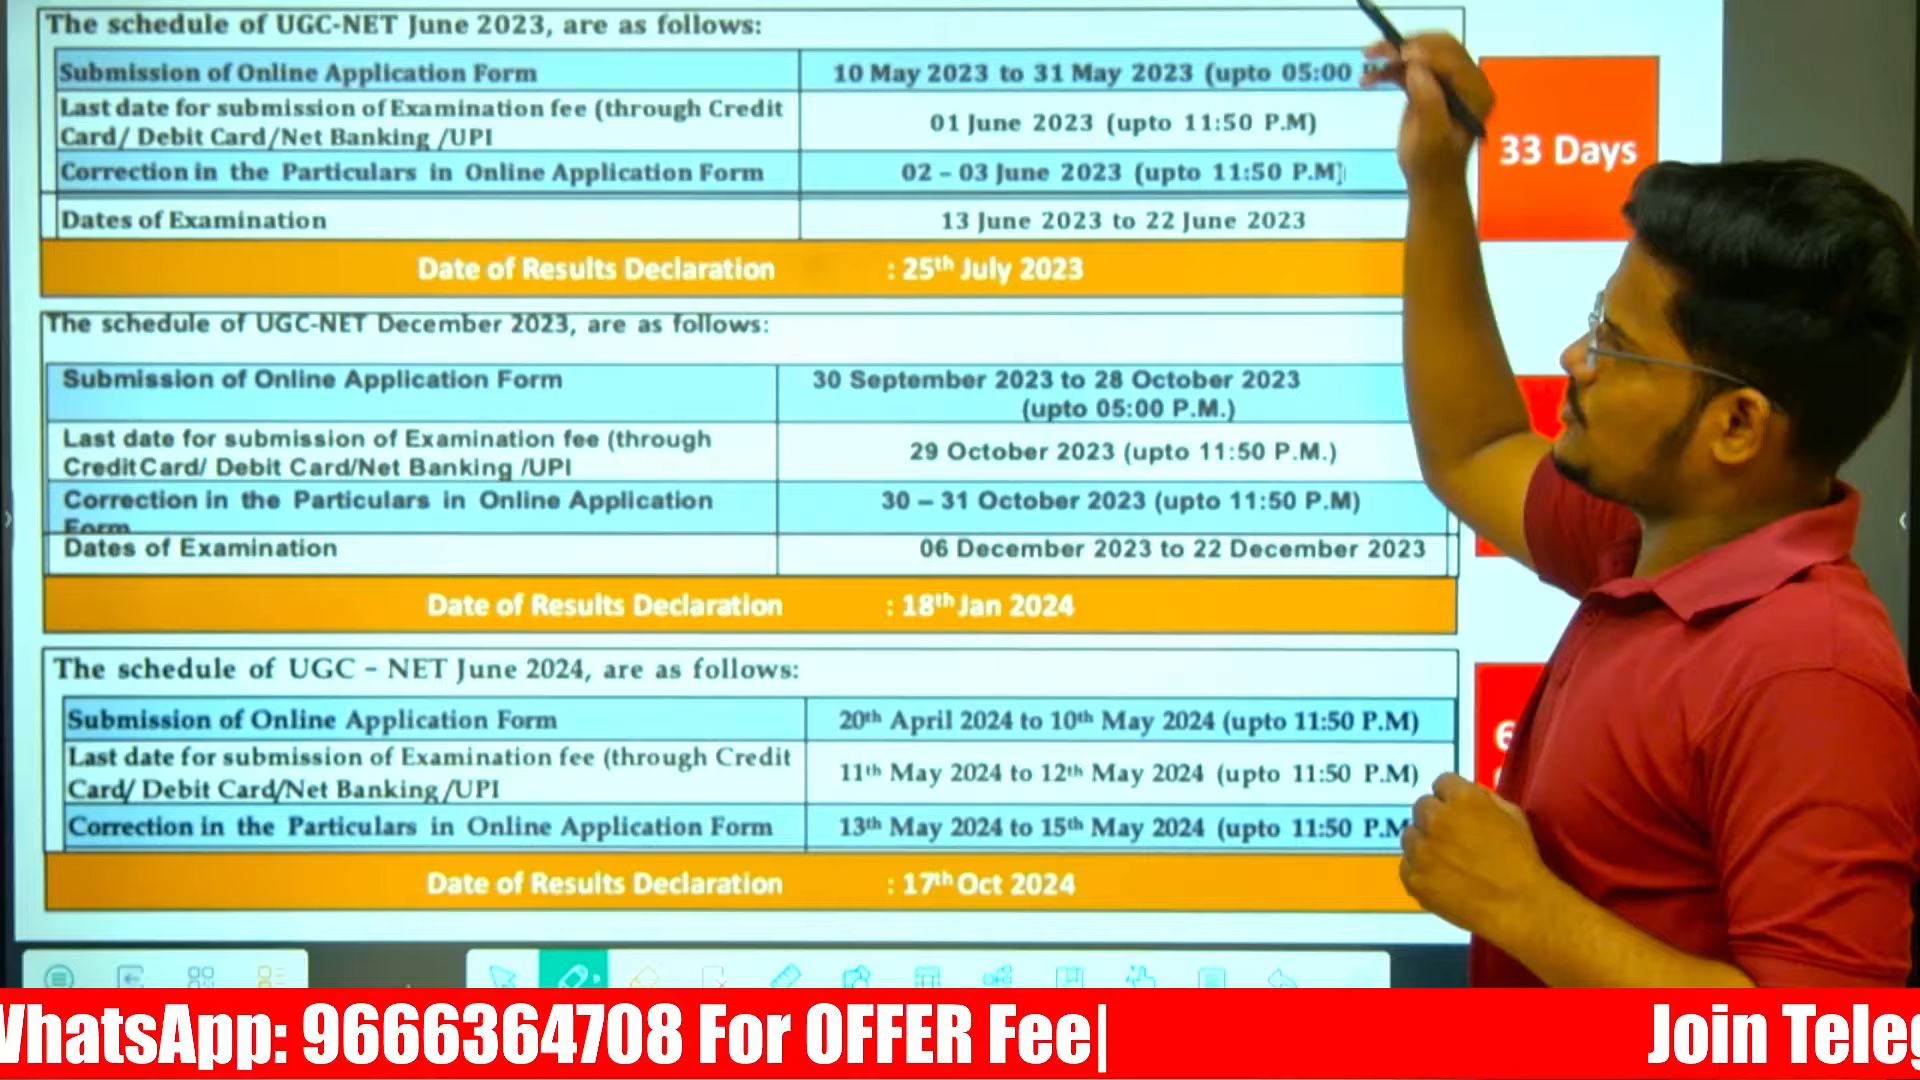 The schedule of UGC-NET June 2023, are as follows:
Submission of Online Application Form
10 May 2023 to 31 May 2023 (upto 05:00
Last date for submission of Examination fee (through Credit
Card/ Debit Card/Net Banking /UPI
01 June 2023 (upto 11:50 P.M)
Correction in the Particulars in Online Application Form
02 – 03 June 2023 (upto 11:50 P.M)
Dates of Examination
13 June 2023 to 22 June 2023
Date of Results Declaration : 25th July 2023
33 Days
The schedule of UGC-NET December 2023, are as follows:
Submission of Online Application Form
30 September 2023 to 28 October 2023
(upto 05:00 P.M.)
Last date for submission of Examination fee (through
CreditCard/ Debit Card/Net Banking /UPI
29 October 2023 (upto 11:50 P.M.)
Correction in the Particulars in Online Application
Form
30 – 31 October 2023 (upto 11:50 P.M)
Dates of Examination
06 December 2023 to 22 December 2023
Date of Results Declaration : 18th Jan 2024
The schedule of UGC – NET June 2024, are as follows:
Submission of Online Application Form
20th April 2024 to 10th May 2024 (upto 11:50 P.M)
Last date for submission of Examination fee (through Credit
Card/ Debit Card/Net Banking /UPI
11th May 2024 to 12th May 2024 (upto 11:50 P.M)
Correction in the Particulars in Online Application Form
13th May 2024 to 15th May 2024 (upto 11:50 P.M
Date of Results Declaration : 17th Oct 2024
WhatsApp: 9666364708 For OFFER Fee|
Join